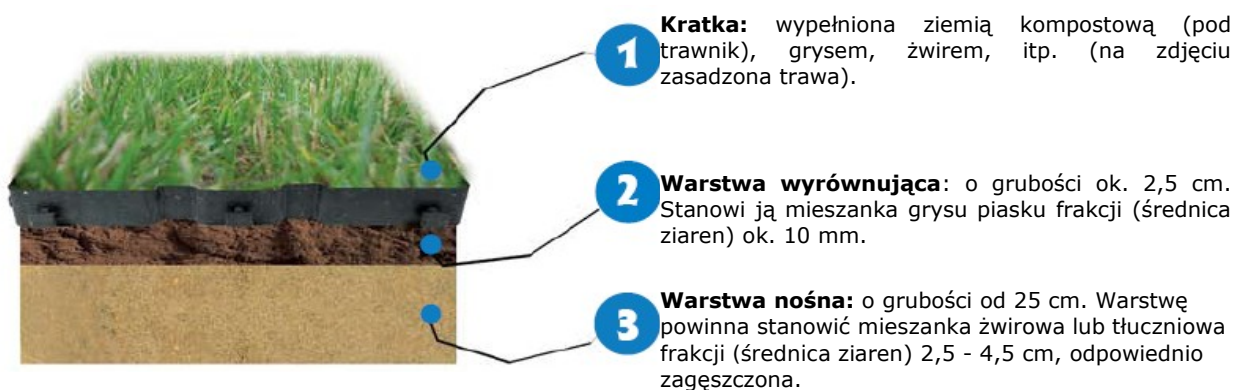 1
Kratka: wypełniona ziemią kompostową (pod
trawnik), grysem, żwirem, itp. (na zdjęciu
zasadzona trawa).
2
Warstwa wyrównująca: o grubości ok. 2,5 cm.
Stanowi ją mieszanka grysu piasku frakcji (średnica
ziaren) ok. 10 mm.
3
Warstwa nośna: o grubości od 25 cm. Warstwę
powinna stanowić mieszanka żwirowa lub tłuczniowa
frakcji (średnica ziaren) 2,5 - 4,5 cm, odpowiednio
zagęszczona.